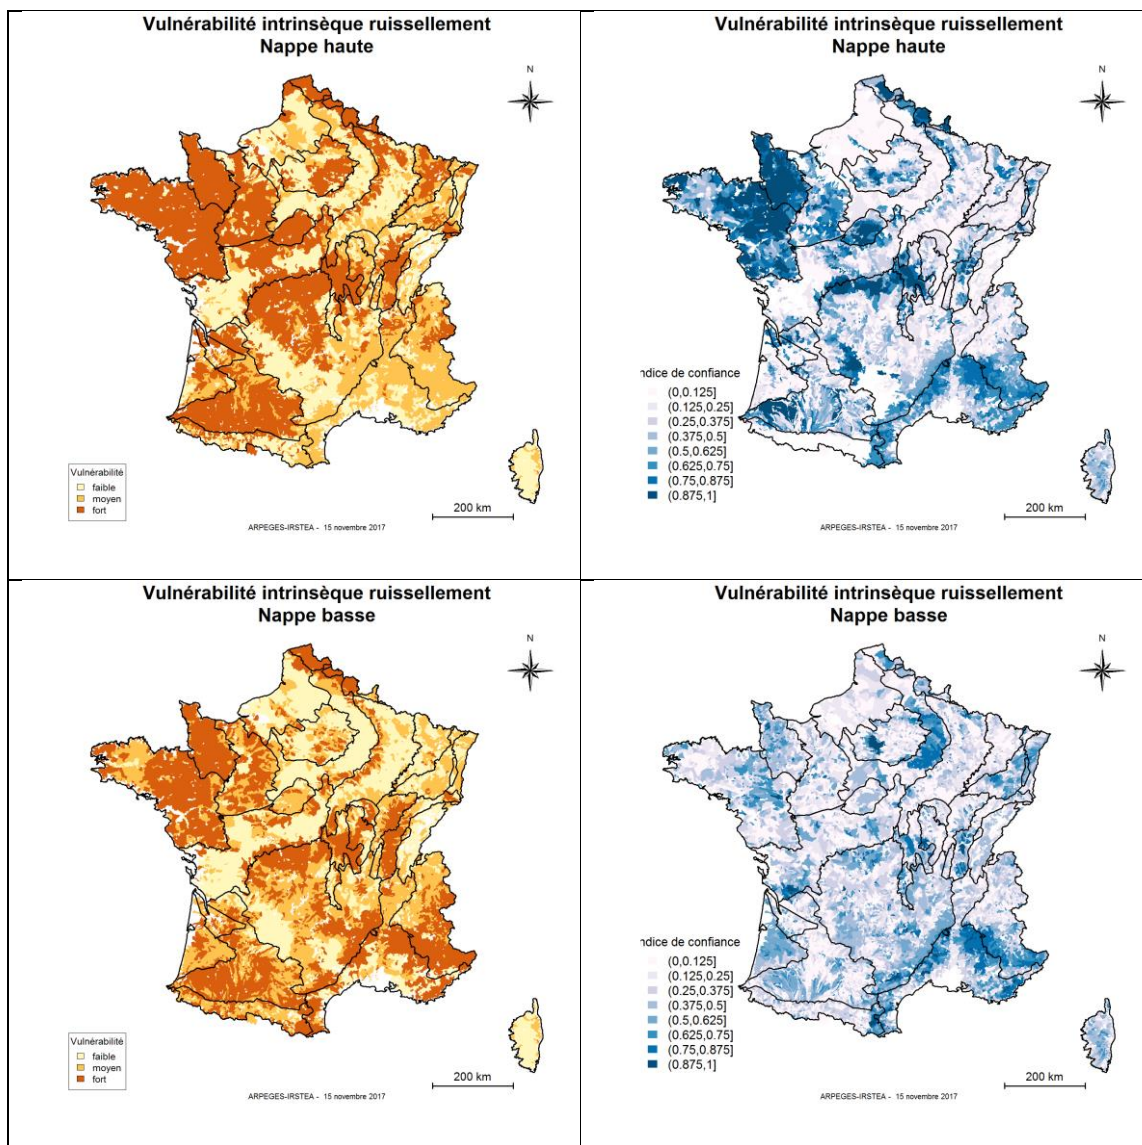 Vulnérabilité intrinsèque ruissellement
Nappe haute
N
Vulnérabilité
faible
moyen
fort
200 km
ARPEGES-IRSTEA - 15 novembre 2017
Vulnérabilité intrinsèque ruissellement
Nappe haute
N
ndice de confiance
(0,0.125]
(0.125,0.25]
(0.25,0.375]
(0.375,0.5]
(0.5,0.625]
(0.625,0.75]
(0.75,0.875]
(0.875,1]
200 km
ARPEGES-IRSTEA - 15 novembre 2017
Vulnérabilité intrinsèque ruissellement
Nappe basse
N
Vulnérabilité
faible
moyen
fort
200 km
ARPEGES-IRSTEA - 15 novembre 2017
Vulnérabilité intrinsèque ruissellement
Nappe basse
N
ndice de confiance
(0,0.125]
(0.125,0.25]
(0.25,0.375]
(0.375,0.5]
(0.5,0.625]
(0.625,0.75]
(0.75,0.875]
(0.875,1]
200 km
ARPEGES-IRSTEA - 15 novembre 2017